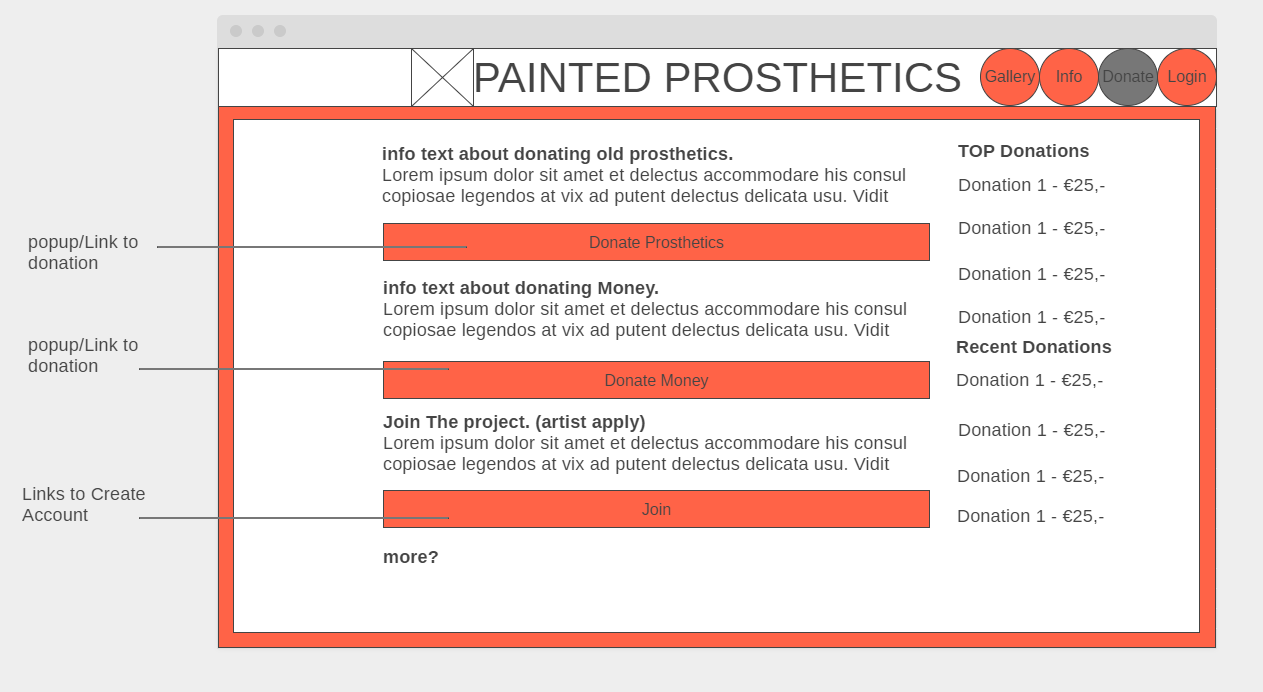 PAINTED PROSTHETICS
Gallery
Info
Donate
Login
info text about donating old prosthetics.
Lorem ipsum dolor sit amet et delectus accommodare his consul
copiosae legendos at vix ad putent delectus delicata usu. Vidit
popup/Link to
donation
Donate Prosthetics
info text about donating Money.
Lorem ipsum dolor sit amet et delectus accommodare his consul
copiosae legendos at vix ad putent delectus delicata usu. Vidit
popup/Link to
donation
Donate Money
Join The project. (artist apply)
Lorem ipsum dolor sit amet et delectus accommodare his consul
copiosae legendos at vix ad putent delectus delicata usu. Vidit
Links to Create
Account
Join
more?
TOP Donations
Donation 1 - €25,-
Donation 1 - €25,-
Donation 1 - €25,-
Donation 1 - €25,-
Recent Donations
Donation 1 - €25,-
Donation 1 - €25,-
Donation 1 - €25,-
Donation 1 - €25,-